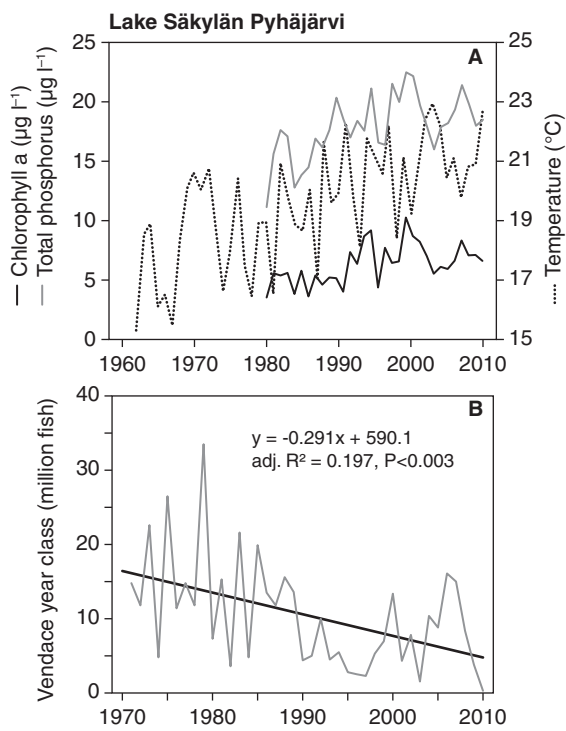 Lake Säkylän Pyhäjärvi
A
Chlorophyll a (µg l⁻¹)
Total phosphorus (µg l⁻¹)
25
20
15
10
5
0
25
23
21
19
17
15
Temperature (°C)
1960 1970 1980 1990 2000 2010
B
Vendace year class (million fish)
40
30
20
10
0
y = -0.291x + 590.1
adj. R² = 0.197, P<0.003
1970 1980 1990 2000 2010